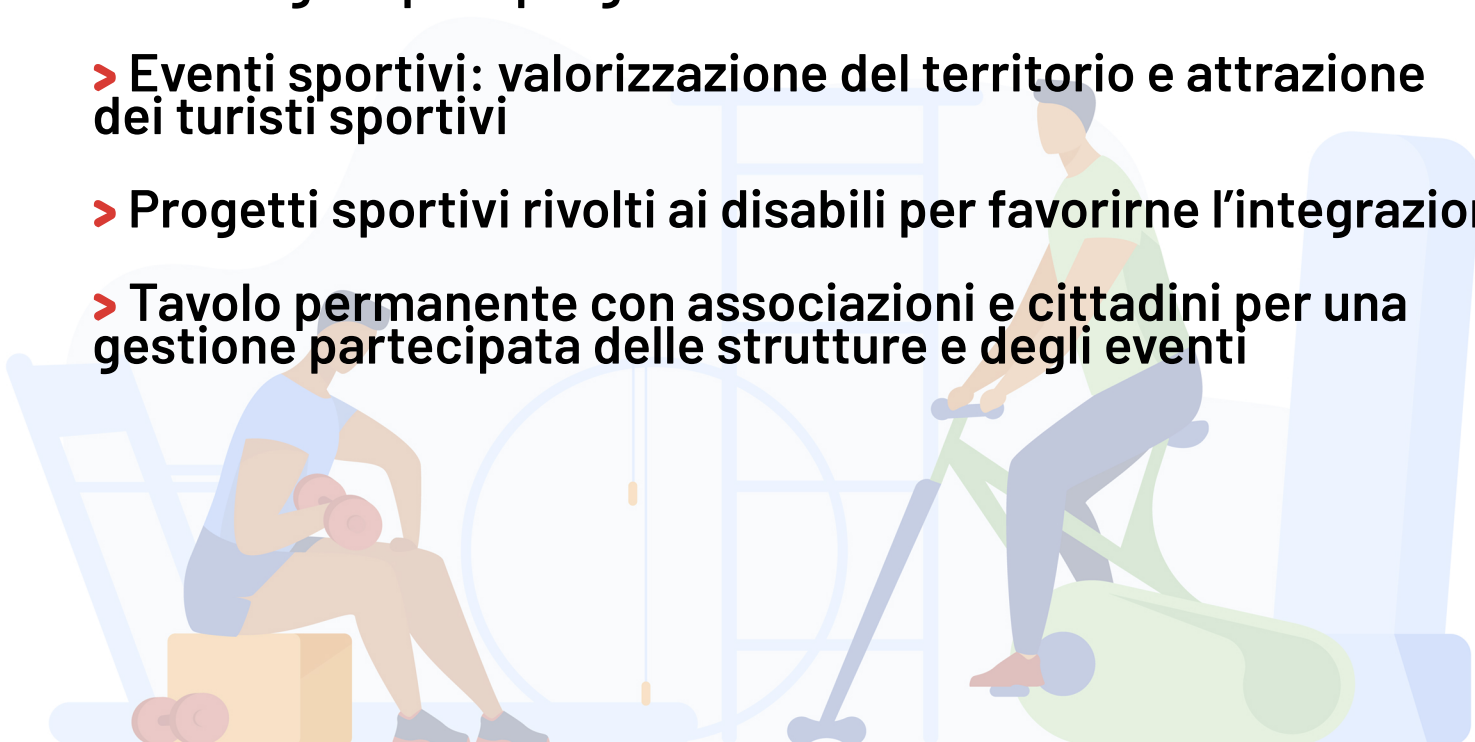 > Eventi sportivi: valorizzazione del territorio e attrazione
dei turisti sportivi
> Progetti sportivi rivolti ai disabili per favorirne
> Tavolo permanente con associazioni e cittadini per una
gestione partecipata delle strutture e degli eventi